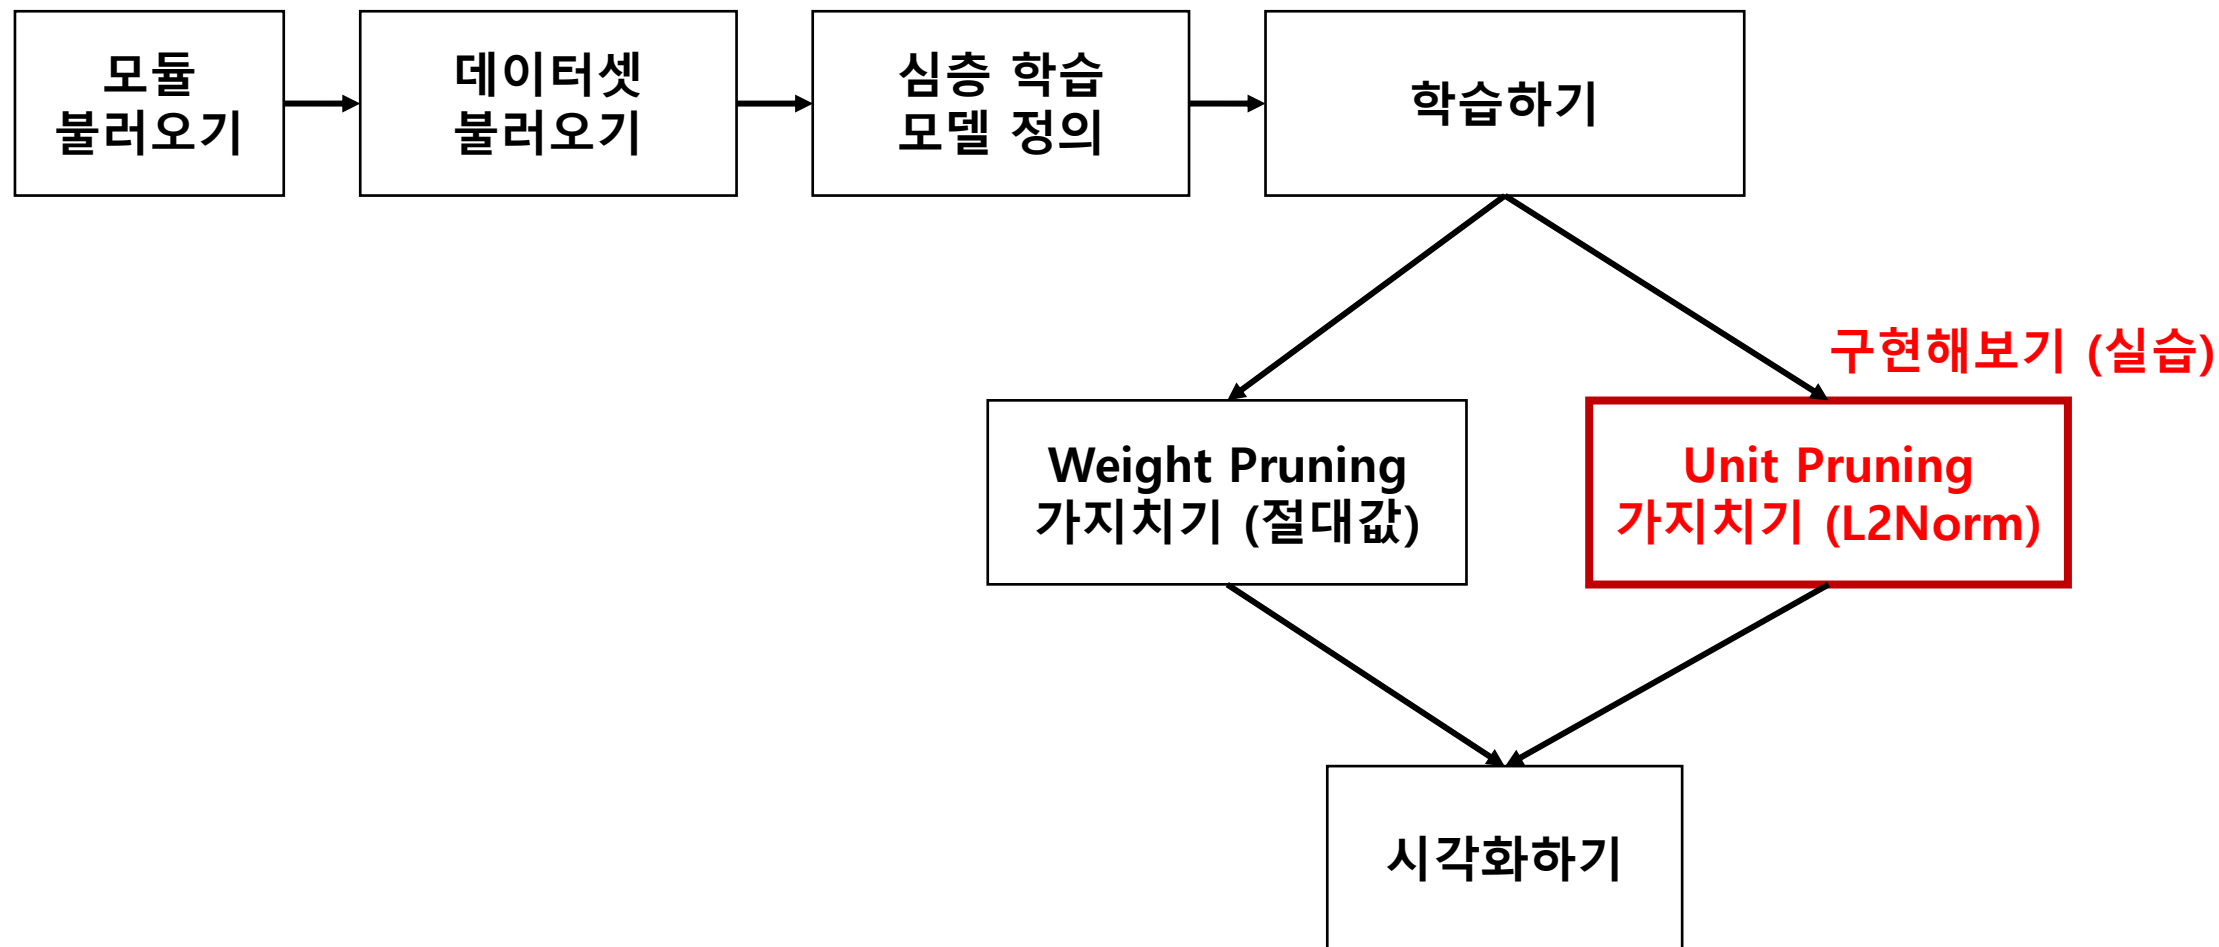 모듈
불러오기
데이터셋
불러오기
심층 학습
모델 정의
학습하기
구현해보기 (실습)
Weight Pruning
가지치기 (절대값)
Unit Pruning
가지치기 (L2Norm)
시각화하기